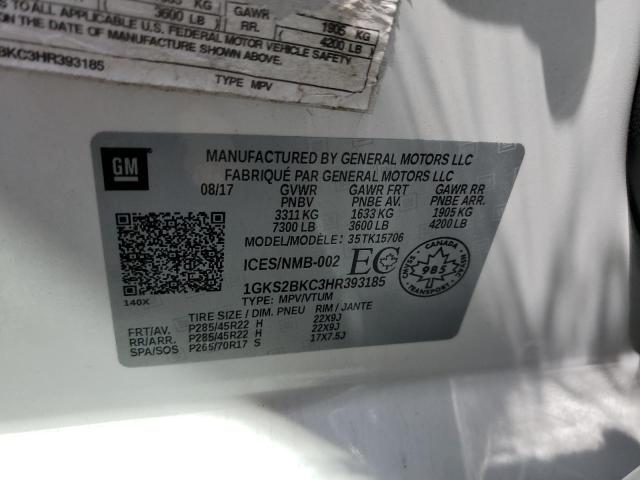 3600 LB
GAWR
RR.
1905 KG
4200 LB
S TO ALL APPLICABLE U.S. FEDERAL MOTOR VEHICLE SAFETY
ON THE DATE OF MANUFACTURE SHOWN ABOVE.
BKC3HR393185
TYPE MPV
GM
MANUFACTURED BY GENERAL MOTORS LLC
FABRIQUÉ PAR GENERAL MOTORS LLC
08/17 GVWR GAWR FRT GAWR RR
PNBV PNBE AV. PNBE ARR.
3311 KG 1633 KG 1905 KG
7300 LB 3600 LB 4200 LB
MODEL/MODÈLE: 35TK15706
ICES/NMB-002 EC
CANADA
985
TRANSPORT
1GKS2BKC3HR393185
140X
TYPE: MPV/VTUM
TIRE SIZE / DIM. PNEU RIM / JANTE
FRT/AV. P285/45R22 H 22X9J
RR/ARR. P285/45R22 H 22X9J
SPA/SOS P265/70R17 S 17X7.5J